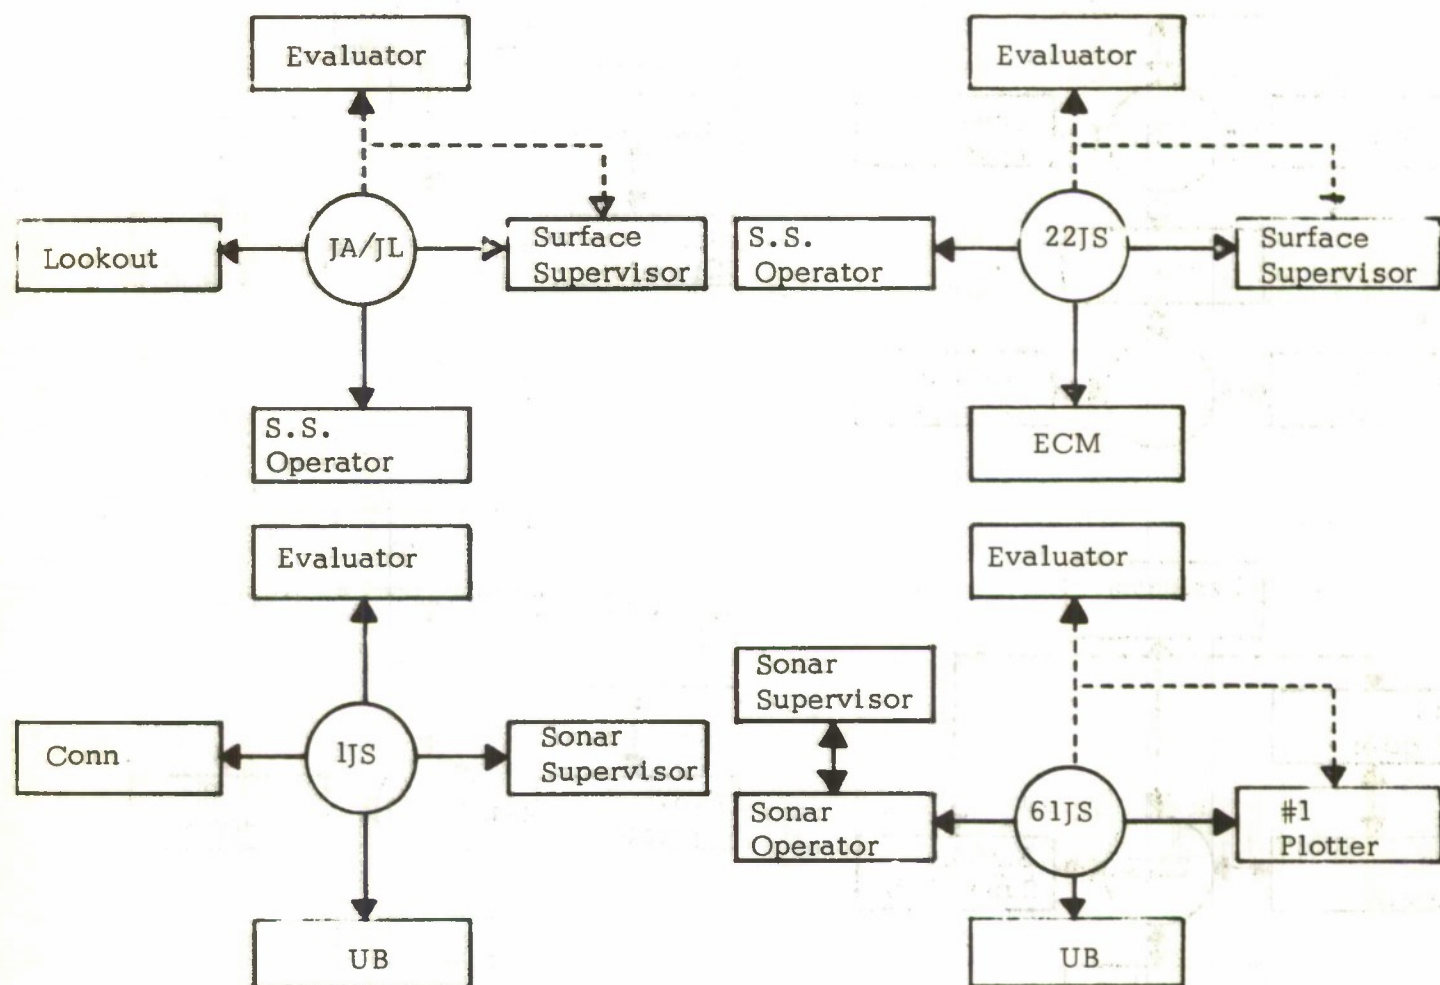 Evaluator
Lookout
JA/JL
Surface
Supervisor
S.S.
Operator
Evaluator
S.S.
Operator
22JS
Surface
Supervisor
ECM
Evaluator
Conn
1JS
Sonar
Supervisor
UB
Evaluator
Sonar
Supervisor
Sonar
Operator
61JS
#1
Plotter
UB